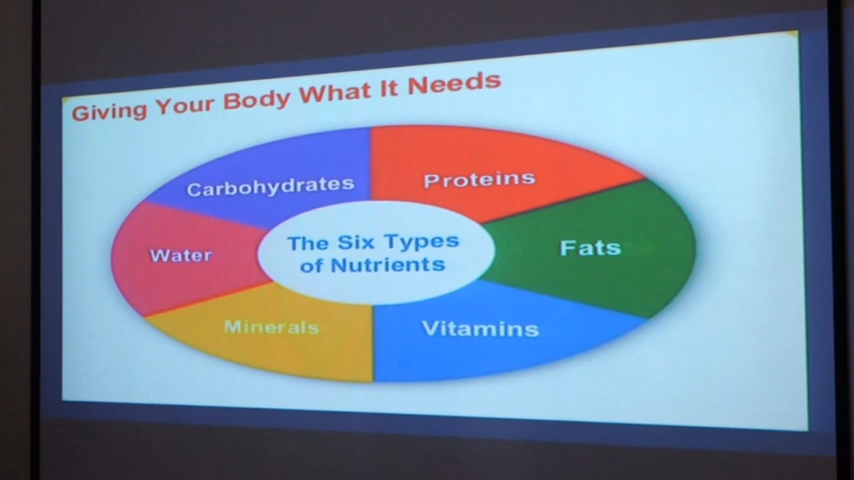 Giving Your Body What It Needs
Carbohydrates
Proteins
Water
The Six Types
of Nutrients
Fats
Minerals
Vitamins